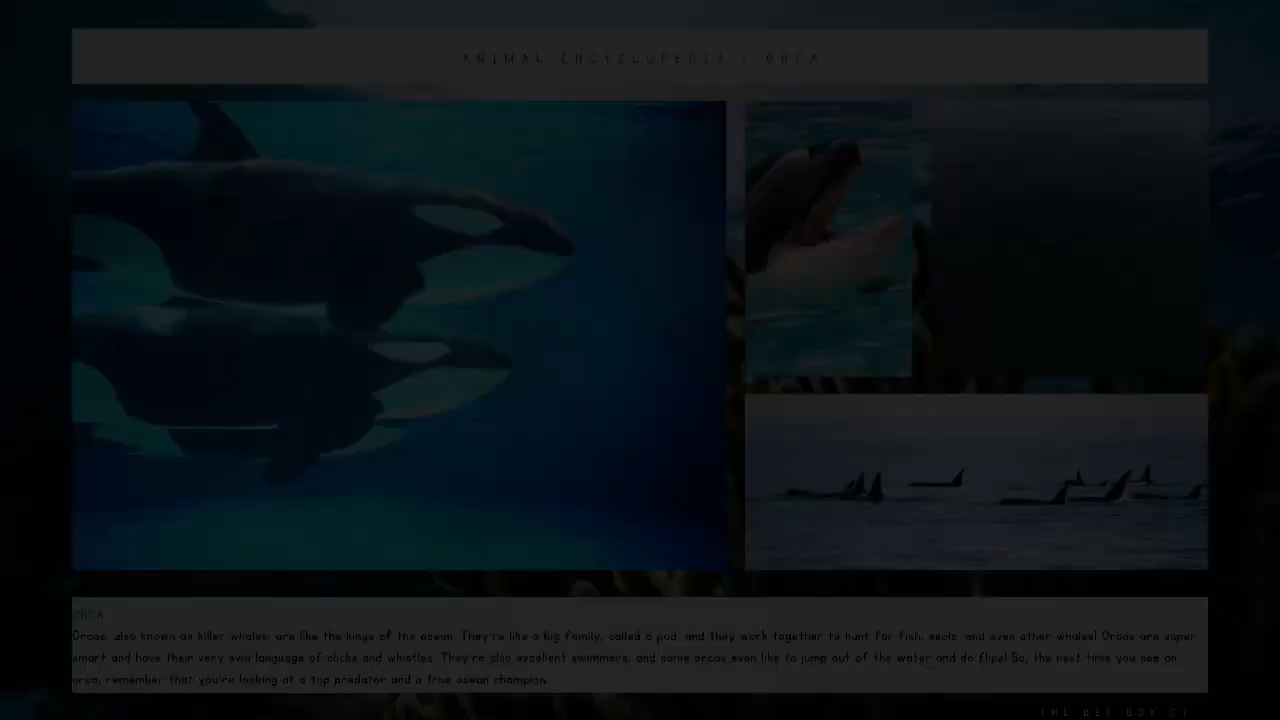 ANIMAL ENCYCLOPEDIA - ORCA
ORCA
Orcas, also known as killer whales, are like the kings of the ocean. They're like a big family, called a pod, and they work together to hunt for fish, seals, and even other whales! Orcas are super
smart and have their very own language of clicks and whistles. They're also excellent swimmers, and some orcas even like to jump out of the water and do flips! So, the next time you see an
orca, remember that you're looking at a top predator and a true ocean champion.
THE BEE BOX